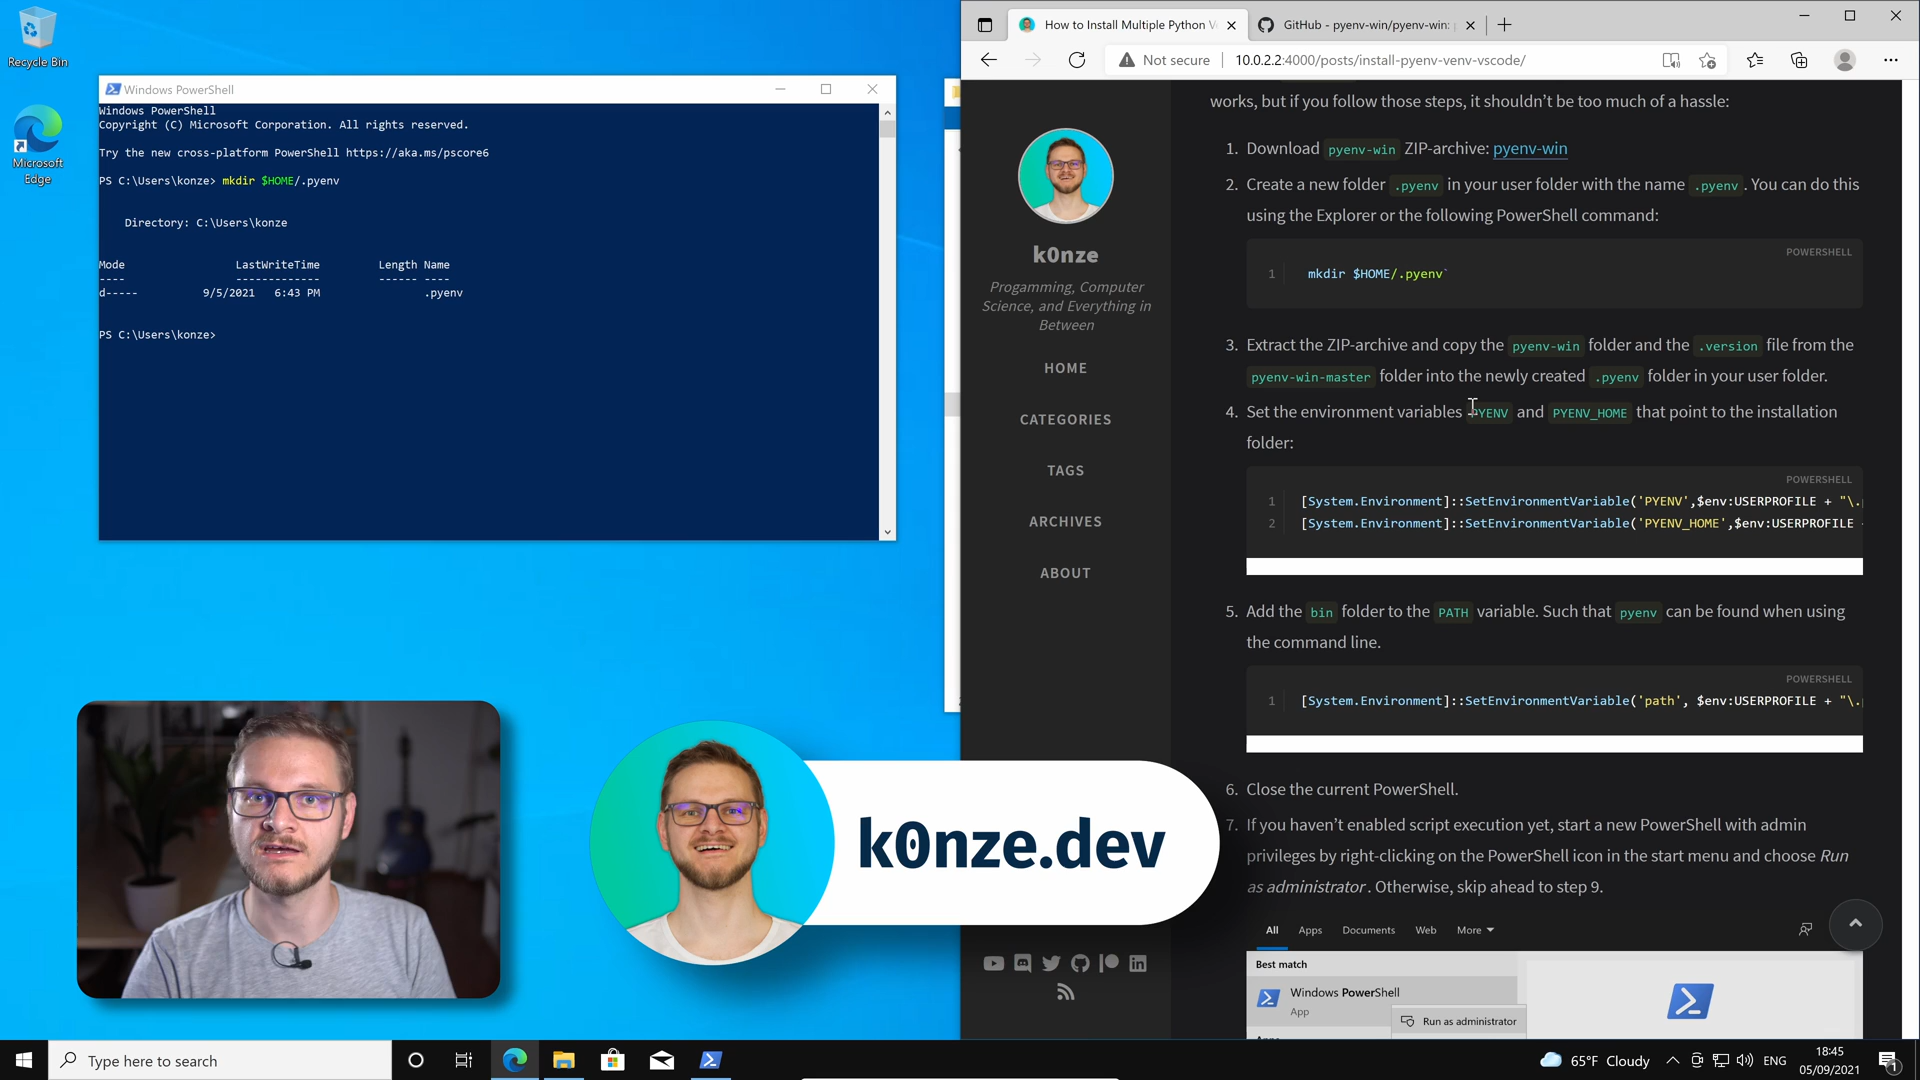 Recycle Bin
Microsoft
Edge
Windows PowerShell
Windows PowerShell
Copyright (C) Microsoft Corporation. All rights reserved.
Try the new cross-platform PowerShell https://aka.ms/pscore6
PS C:\Users\konze> mkdir $HOME/.pyenv
Directory: C:\Users\konze
Mode LastWriteTime Length Name
---- ------------- ------ ----
d----- 9/5/2021 6:43 PM .pyenv
PS C:\Users\konze>
How to Install Multiple Python V
GitHub - pyenv-win/pyenv-win:
Not secure
10.0.2.2:4000/posts/install-pyenv-venv-vscode/
k0nze
Progamming, Computer
Science, and Everything in
Between
HOME
CATEGORIES
TAGS
ARCHIVES
ABOUT
works, but if you follow those steps, it shouldn’t be too much of a hassle:
1. Download pyenv-win ZIP-archive: pyenv-win
2. Create a new folder .pyenv in your user folder with the name .pyenv. You can do this
using the Explorer or the following PowerShell command:
POWERSHELL
1 mkdir $HOME/.pyenv`
3. Extract the ZIP-archive and copy the pyenv-win folder and the .version file from the
pyenv-win-master folder into the newly created .pyenv folder in your user folder.
4. Set the environment variables PYENV and PYENV_HOME that point to the installation
folder:
POWERSHELL
1 [System.Environment]::SetEnvironmentVariable('PYENV',$env:USERPROFILE + "\.
2 [System.Environment]::SetEnvironmentVariable('PYENV_HOME',$env:USERPROFILE
5. Add the bin folder to the PATH variable. Such that pyenv can be found when using
the command line.
POWERSHELL
1 [System.Environment]::SetEnvironmentVariable('path', $env:USERPROFILE + "\.
6. Close the current PowerShell.
7. If you haven’t enabled script execution yet, start a new PowerShell with admin
privileges by right-clicking on the PowerShell icon in the start menu and choose Run
as administrator. Otherwise, skip ahead to step 9.
All Apps Documents Web More
Best match
Windows PowerShell
App
Run as administrator
k0nze.dev
Type here to search
65°F Cloudy
ENG
18:45
05/09/2021
1